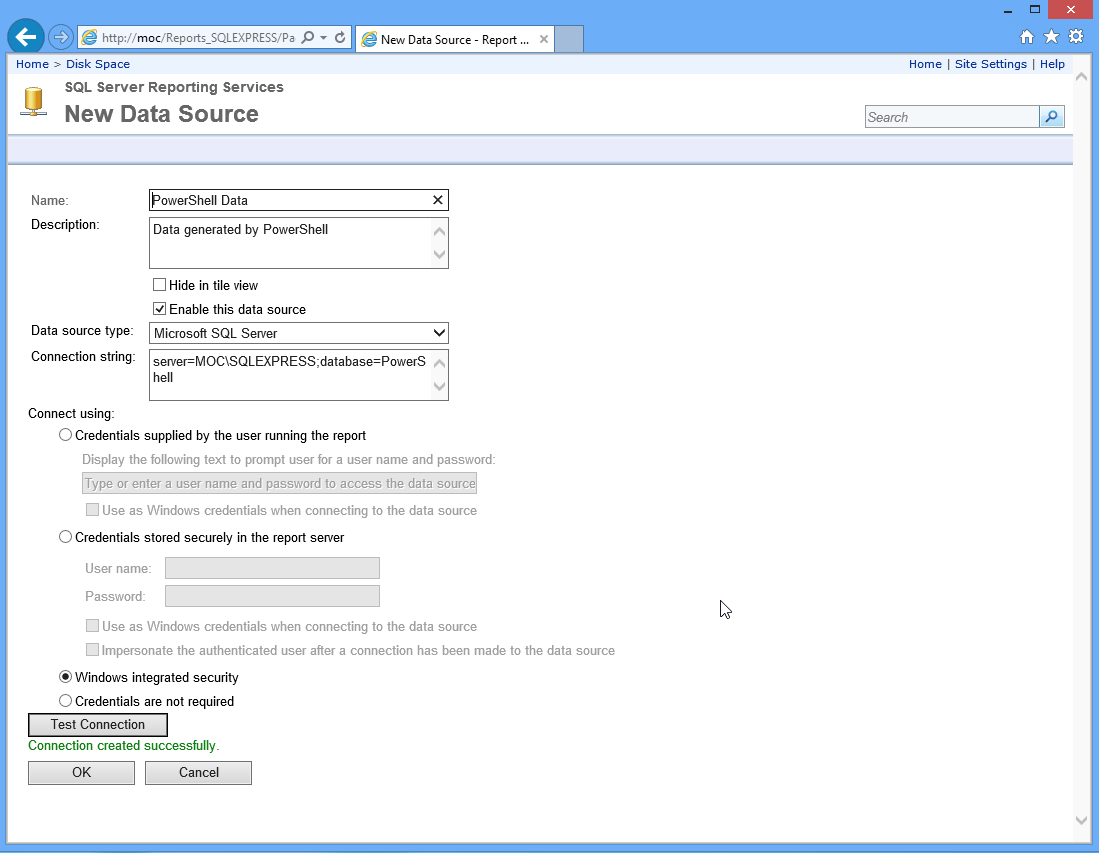 http://moc/Reports_SQLEXPRESS/Pa
New Data Source - Report ...
Home > Disk Space
Home | Site Settings | Help
SQL Server Reporting Services
New Data Source
Search
Name:
PowerShell Data
Description:
Data generated by PowerShell
Hide in tile view
Enable this data source
Data source type:
Microsoft SQL Server
Connection string:
server=MOC\SQLEXPRESS;database=PowerS
hell
Connect using:
Credentials supplied by the user running the report
Display the following text to prompt user for a user name and password:
Type or enter a user name and password to access the data source
Use as Windows credentials when connecting to the data source
Credentials stored securely in the report server
User name:
Password:
Use as Windows credentials when connecting to the data source
Impersonate the authenticated user after a connection has been made to the data source
Windows integrated security
Credentials are not required
Test Connection
Connection created successfully.
OK
Cancel